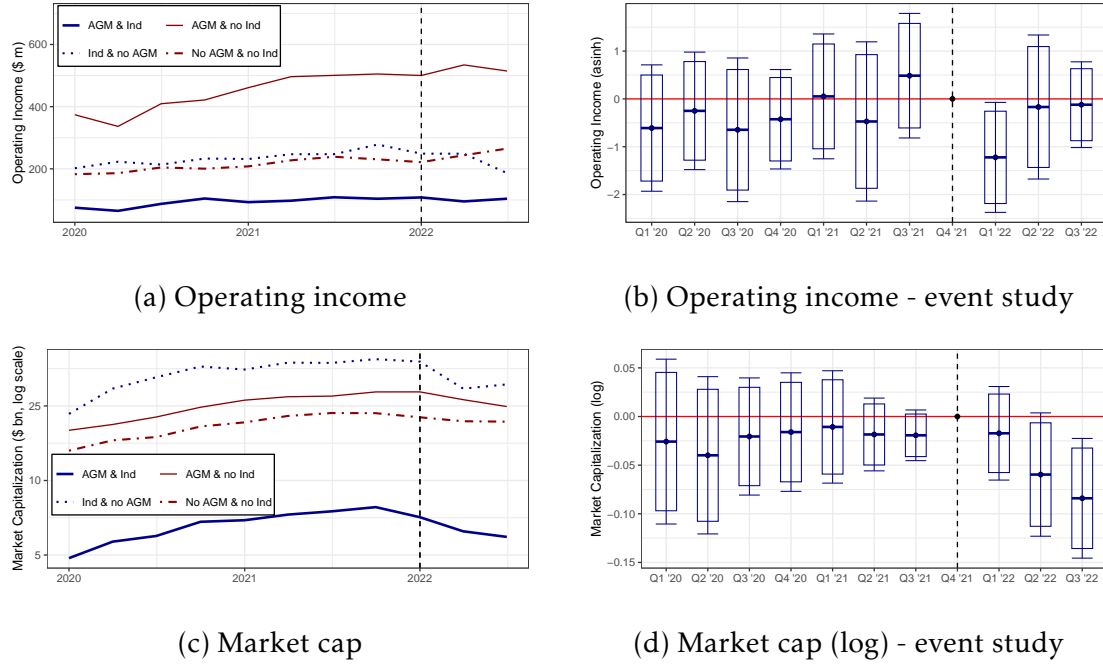 AGM & Ind
AGM & no Ind
Ind & no AGM
No AGM & no Ind
Operating Income ($ m)
600
400
200
2020
2021
2022
(a) Operating income
Operating Income (asinh)
1
0
−1
−2
Q1 '20
Q2 '20
Q3 '20
Q4 '20
Q1 '21
Q2 '21
Q3 '21
Q4 '21
Q1 '22
Q2 '22
Q3 '22
(b) Operating income - event study
Market Capitalization ($ bn, log scale)
25
10
5
AGM & Ind
AGM & no Ind
Ind & no AGM
No AGM & no Ind
2020
2021
2022
(c) Market cap
Market Capitalization (log)
0.05
0.00
−0.05
−0.10
−0.15
Q1 '20
Q2 '20
Q3 '20
Q4 '20
Q1 '21
Q2 '21
Q3 '21
Q4 '21
Q1 '22
Q2 '22
Q3 '22
(d) Market cap (log) - event study